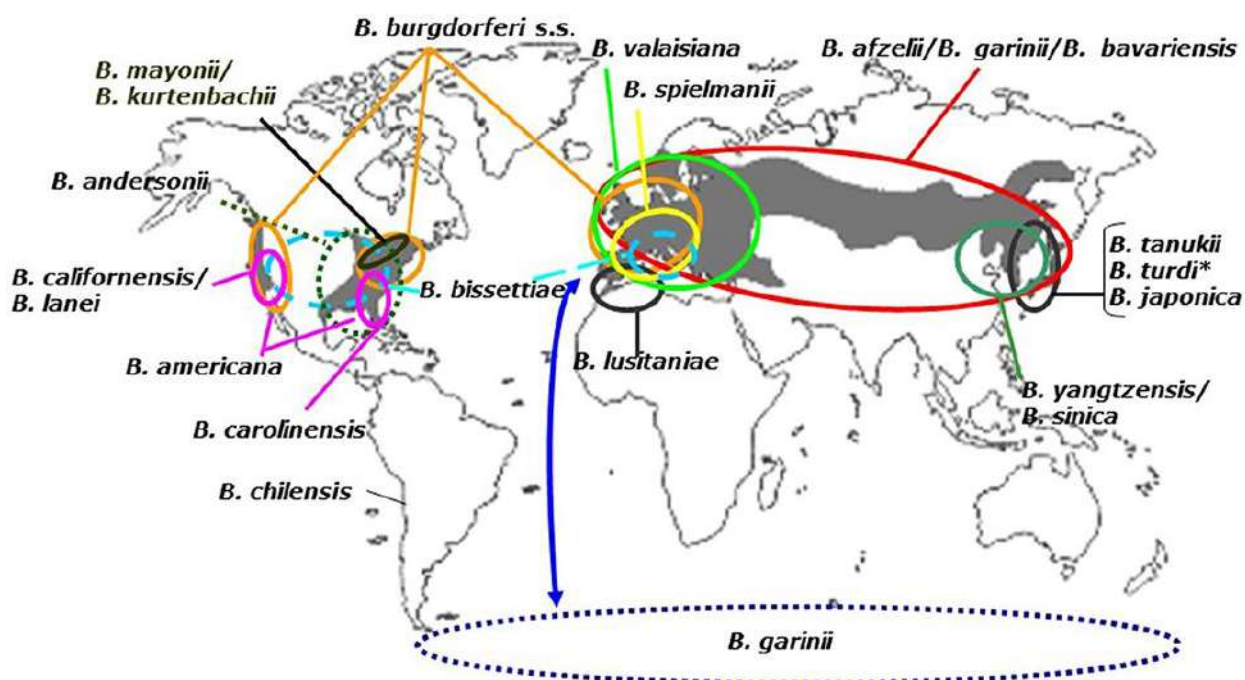 B. burgdorferi s.s.
B. mayonii/
B. kurtenbachii
B. valaisiana
B. spielmanii
B. afzelii/B. garinii/B. bavariensis
B. andersonii
B. californensis/
B. lanei
B. bissettiae
B. tanukii
B. turdi*
B. japonica
B. americana
B. lusitaniae
B. yangtzensis/
B. sinica
B. carolinensis
B. chilensis
B. garinii